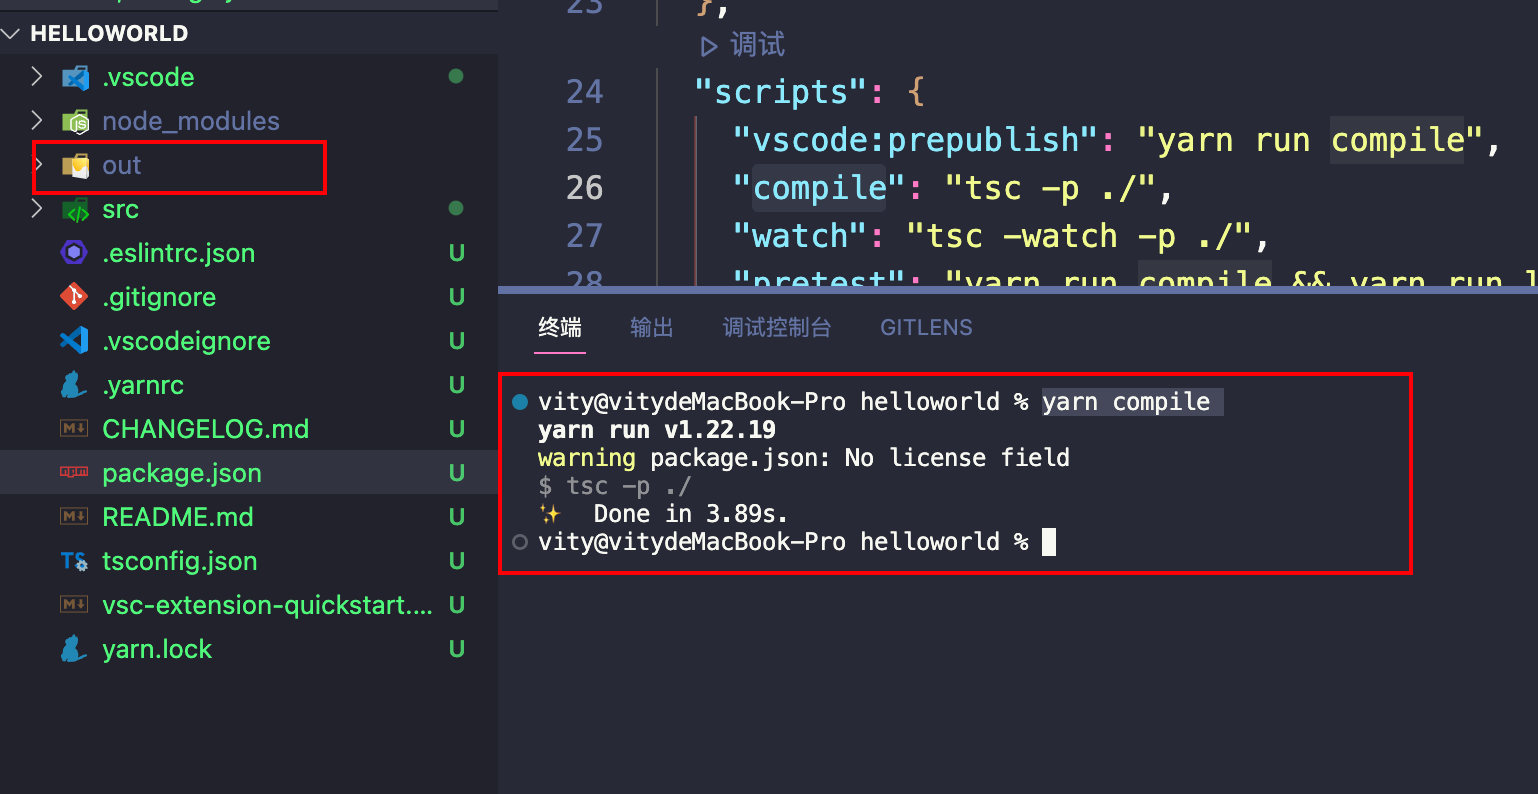 HELLOWORLD
.vscode
node_modules
out
src
.eslintrc.json U
.gitignore U
.vscodeignore U
.yarnrc U
CHANGELOG.md U
package.json U
README.md U
tsconfig.json U
vsc-extension-quickstart.... U
yarn.lock U
23 },
调试
24 "scripts": {
25 "vscode:prepublish": "yarn run compile",
26 "compile": "tsc -p ./",
27 "watch": "tsc -watch -p ./",
28 "pretest": "yarn run compile && yarn run l
终端 输出 调试控制台 GITLENS
vity@vitydeMacBook-Pro helloworld % yarn compile
yarn run v1.22.19
warning package.json: No license field
$ tsc -p ./
✨ Done in 3.89s.
vity@vitydeMacBook-Pro helloworld %